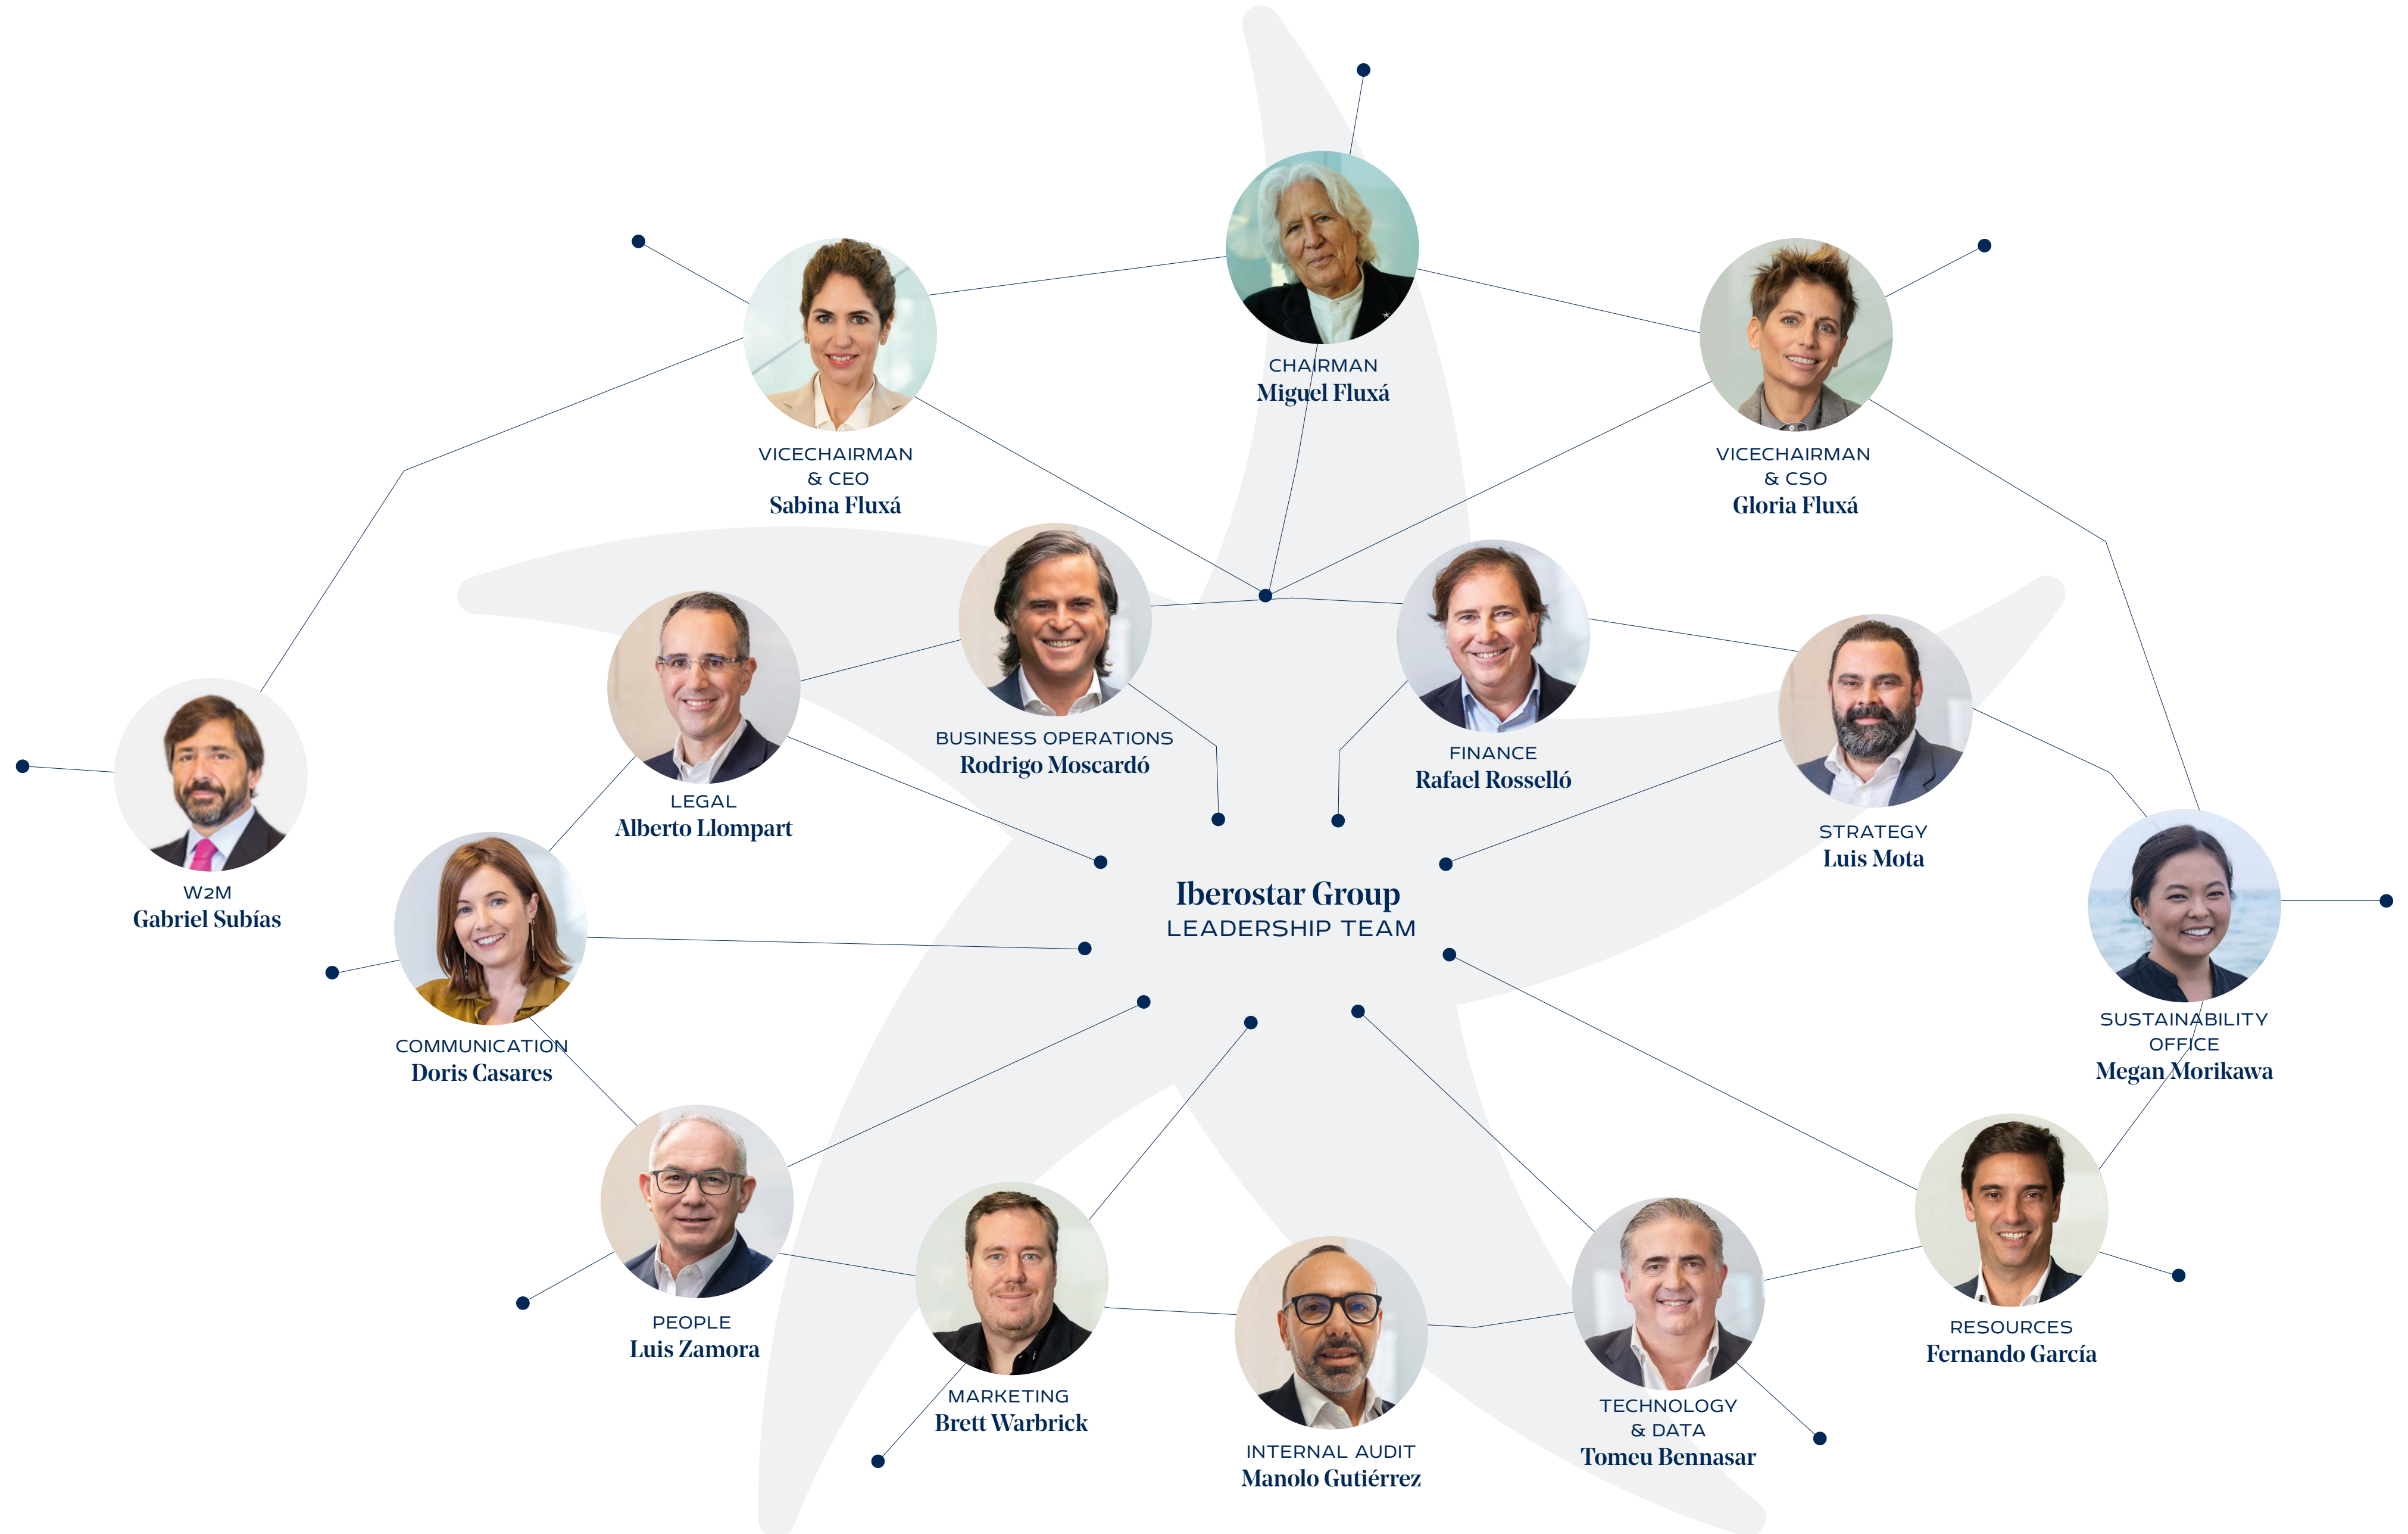 CHAIRMAN
Miguel Fluxá
VICECHAIRMAN
& CEO
Sabina Fluxá
VICECHAIRMAN
& CSO
Gloria Fluxá
BUSINESS OPERATIONS
Rodrigo Moscardó
FINANCE
Rafael Rosselló
LEGAL
Alberto Llompart
STRATEGY
Luis Mota
W2M
Gabriel Subías
Iberostar Group
LEADERSHIP TEAM
COMMUNICATION
Doris Casares
SUSTAINABILITY
OFFICE
Megan Morikawa
PEOPLE
Luis Zamora
MARKETING
Brett Warbrick
INTERNAL AUDIT
Manolo Gutiérrez
TECHNOLOGY
& DATA
Tomeu Bennasar
RESOURCES
Fernando García